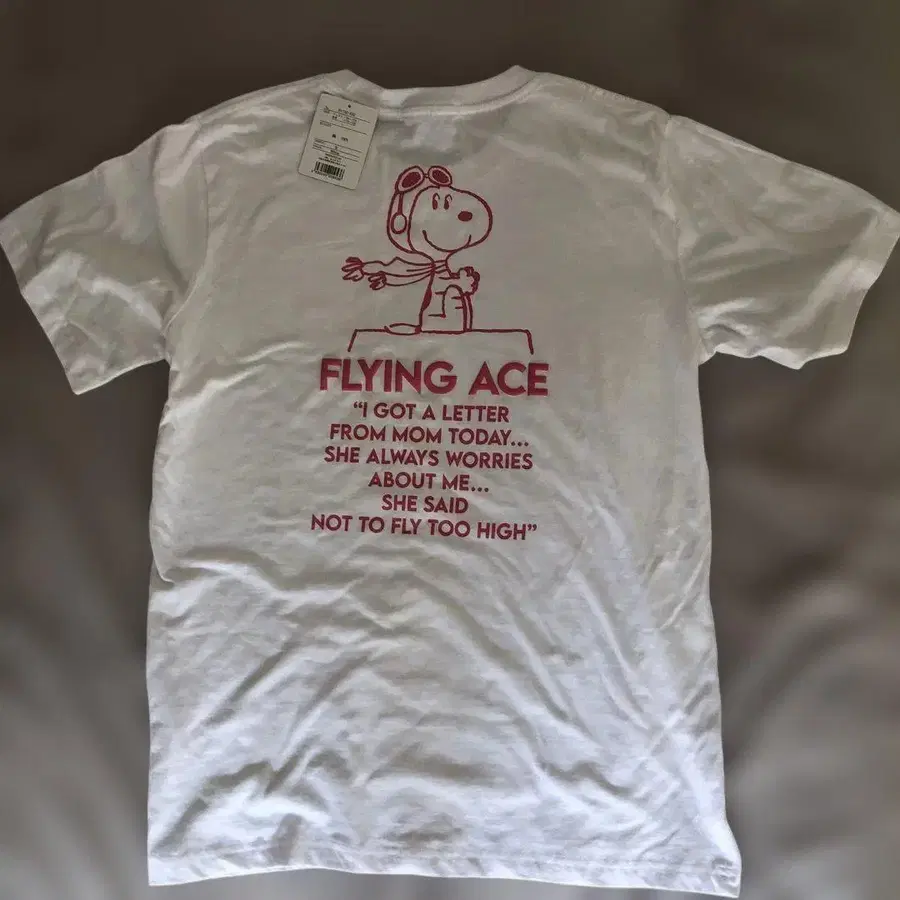 FLYING ACE
“I GOT A LETTER
FROM MOM TODAY...
SHE ALWAYS WORRIES
ABOUT ME...
SHE SAID
NOT TO FLY TOO HIGH”